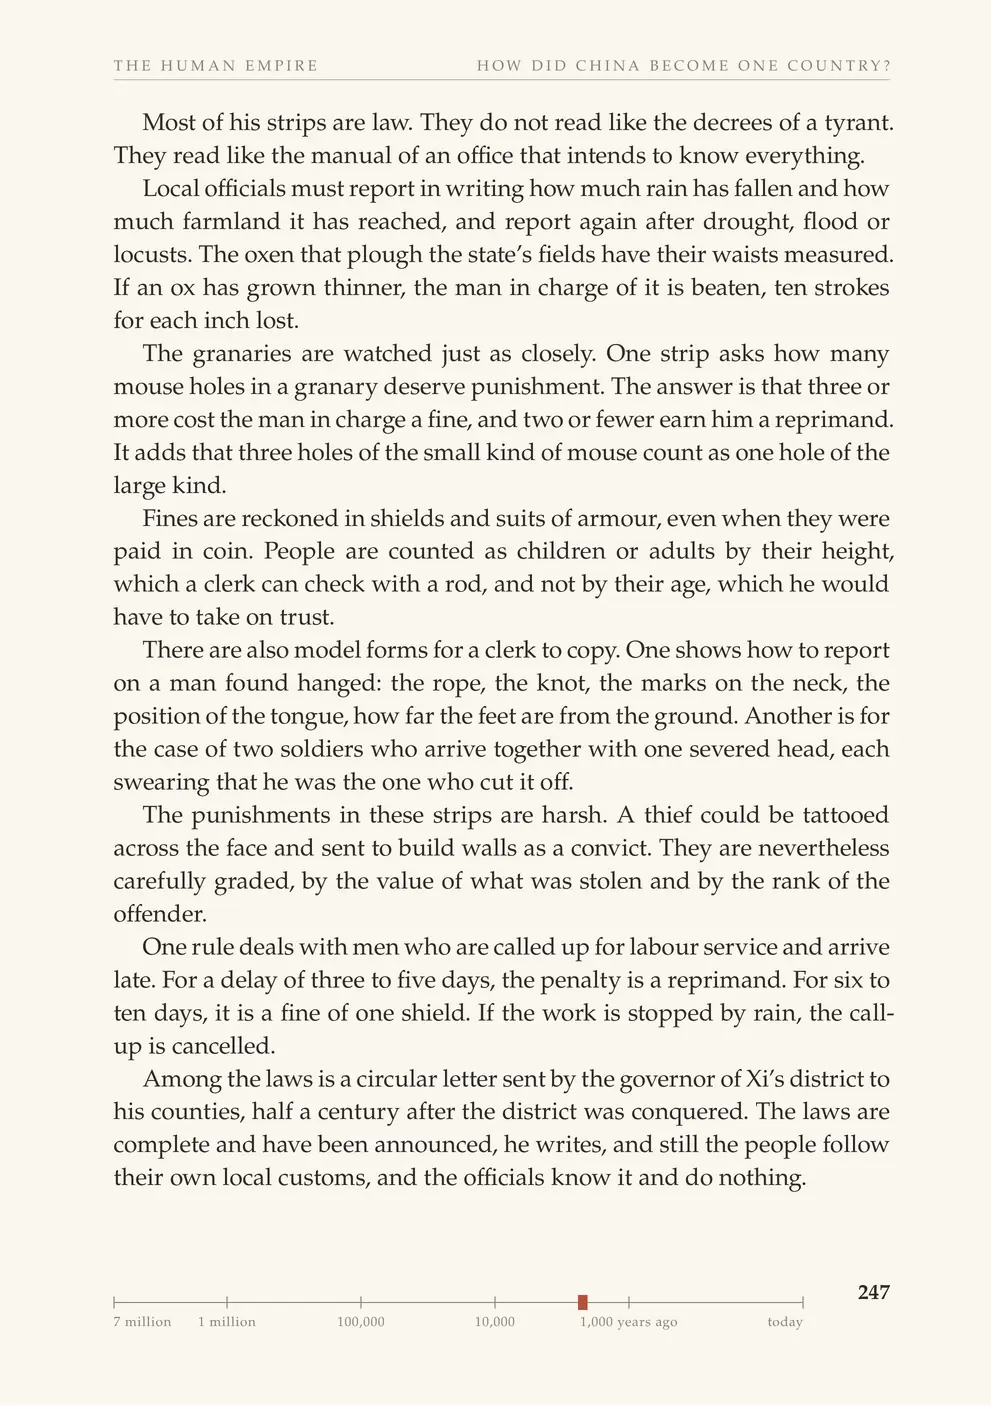 THE HUMAN EMPIRE
HOW DID CHINA BECOME ONE COUNTRY?
Most of his strips are law. They do not read like the decrees of a tyrant.
They read like the manual of an office that intends to know everything.
Local officials must report in writing how much rain has fallen and how
much farmland it has reached, and report again after drought, flood or
locusts. The oxen that plough the state’s fields have their waists measured.
If an ox has grown thinner, the man in charge of it is beaten, ten strokes
for each inch lost.
The granaries are watched just as closely. One strip asks how many
mouse holes in a granary deserve punishment. The answer is that three or
more cost the man in charge a fine, and two or fewer earn him a reprimand.
It adds that three holes of the small kind of mouse count as one hole of the
large kind.
Fines are reckoned in shields and suits of armour, even when they were
paid in coin. People are counted as children or adults by their height,
which a clerk can check with a rod, and not by their age, which he would
have to take on trust.
There are also model forms for a clerk to copy. One shows how to report
on a man found hanged: the rope, the knot, the marks on the neck, the
position of the tongue, how far the feet are from the ground. Another is for
the case of two soldiers who arrive together with one severed head, each
swearing that he was the one who cut it off.
The punishments in these strips are harsh. A thief could be tattooed
across the face and sent to build walls as a convict. They are nevertheless
carefully graded, by the value of what was stolen and by the rank of the
offender.
One rule deals with men who are called up for labour service and arrive
late. For a delay of three to five days, the penalty is a reprimand. For six to
ten days, it is a fine of one shield. If the work is stopped by rain, the call-
up is cancelled.
Among the laws is a circular letter sent by the governor of Xi’s district to
his counties, half a century after the district was conquered. The laws are
complete and have been announced, he writes, and still the people follow
their own local customs, and the officials know it and do nothing.
247
7 million 1 million 100,000 10,000 1,000 years ago today